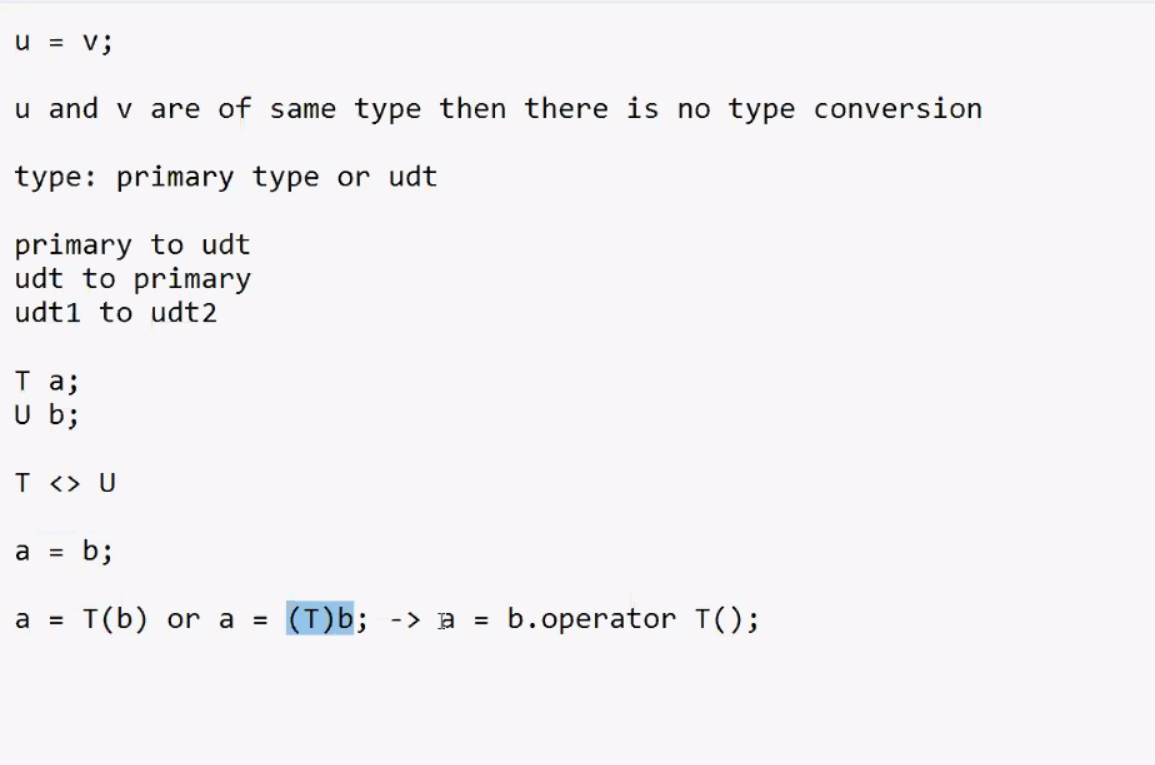 u = v;
u and v are of same type then there is no type conversion
type: primary type or udt
primary to udt
udt to primary
udt1 to udt2
T a;
U b;
T <> U
a = b;
a = T(b) or a = (T)b; -> a = b.operator T();